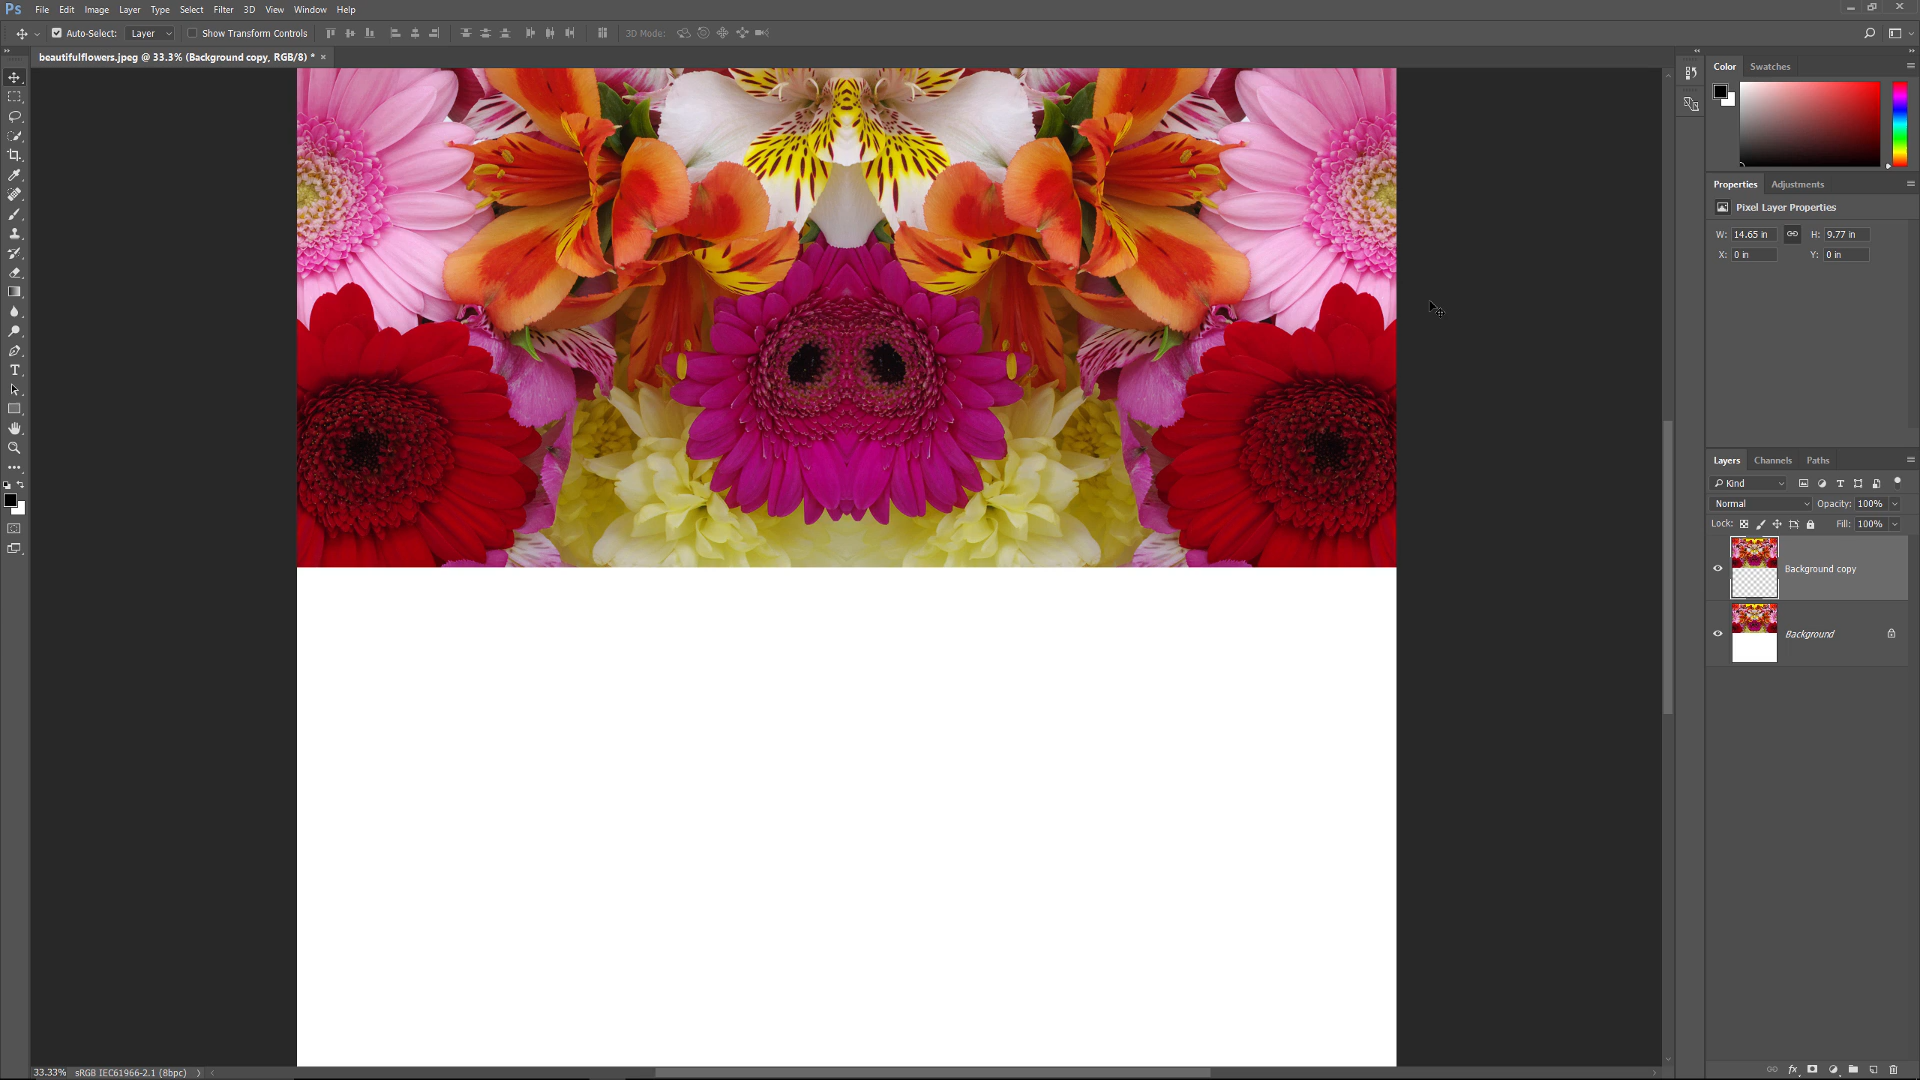 Ps File Edit Image Layer Type Select Filter 3D View Window Help
Auto-Select: Layer Show Transform Controls 3D Mode:
beautifulflowers.jpeg @ 33.3% (Background copy, RGB/8) * ×
Color Swatches
Properties Adjustments
Pixel Layer Properties
W: 14.65 in H: 9.77 in
X: 0 in Y: 0 in
Layers Channels Paths
Kind
Normal Opacity: 100%
Lock: Fill: 100%
Background copy
Background
33.33% sRGB IEC61966-2.1 (8bpc)
fx